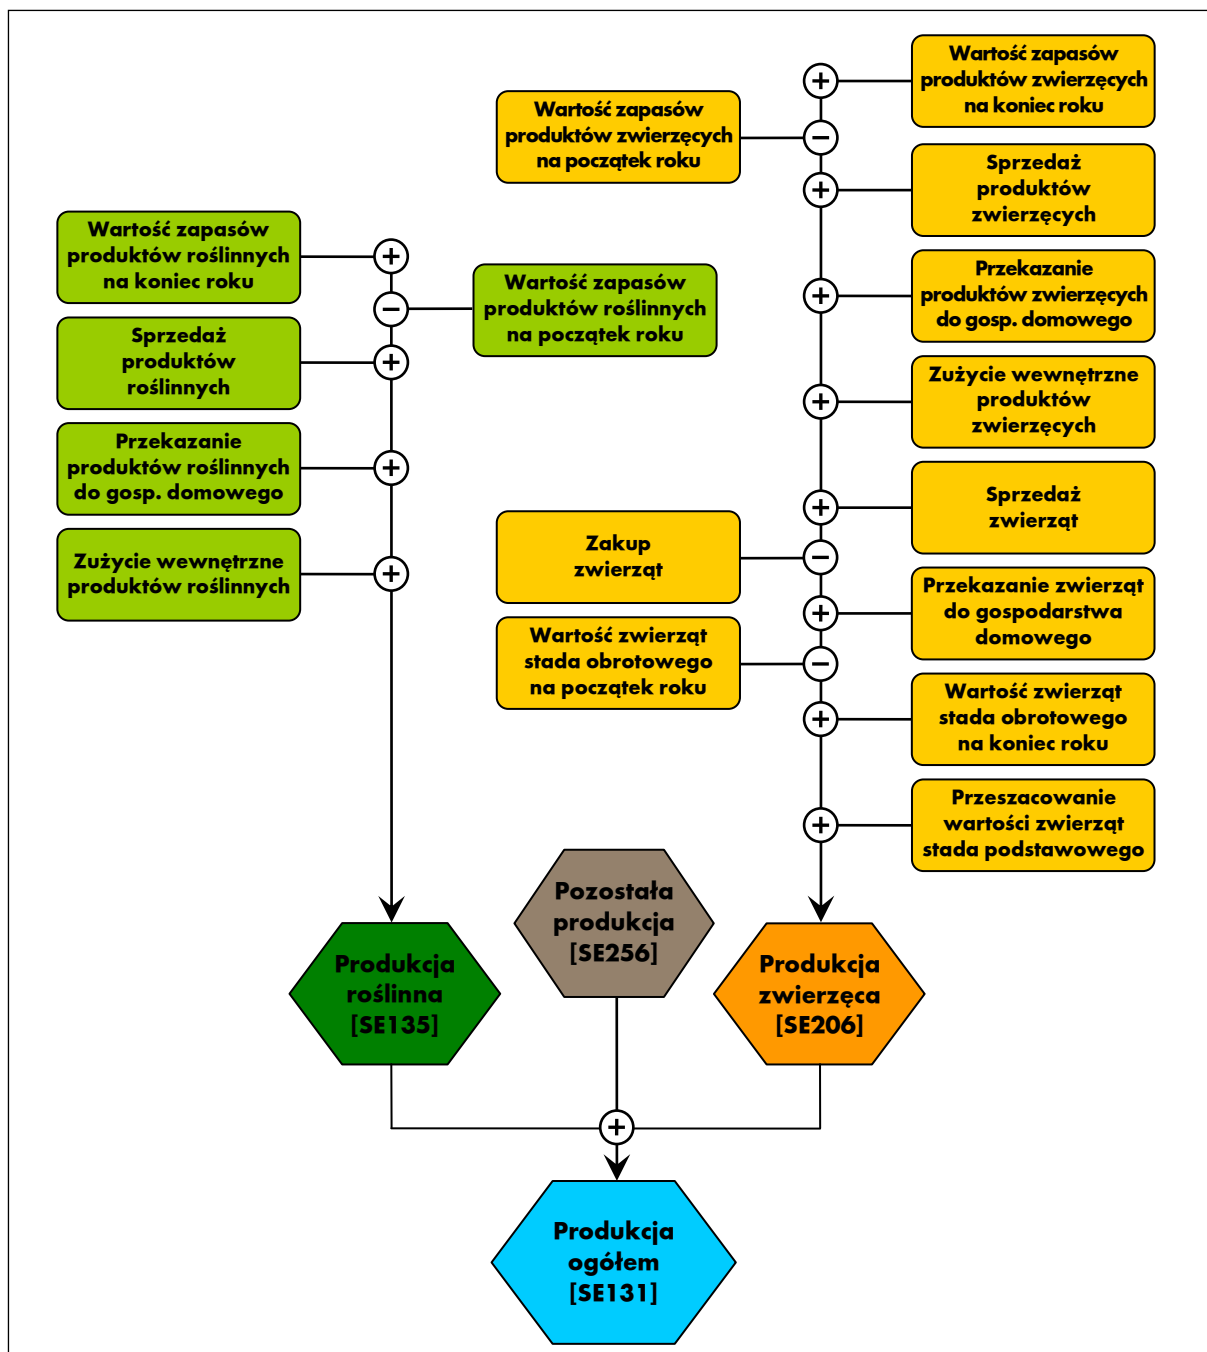 Wartość zapasów
produktów zwierzęcych
na koniec roku
Wartość zapasów
produktów zwierzęcych
na początek roku
Sprzedaż
produktów
zwierzęcych
Wartość zapasów
produktów roślinnych
na koniec roku
Wartość zapasów
produktów roślinnych
na początek roku
Przekazanie
produktów zwierzęcych
do gosp. domowego
Sprzedaż
produktów
roślinnych
Zużycie wewnętrzne
produktów
zwierzęcych
Przekazanie
produktów roślinnych
do gosp. domowego
Sprzedaż
zwierząt
Zużycie wewnętrzne
produktów roślinnych
Zakup
zwierząt
Przekazanie zwierząt
do gospodarstwa
domowego
Wartość zwierząt
stada obrotowego
na początek roku
Wartość zwierząt
stada obrotowego
na koniec roku
Przeszacowanie
wartości zwierząt
stada podstawowego
Pozostała
produkcja
[SE256]
Produkcja
roślinna
[SE135]
Produkcja
zwierzęca
[SE206]
Produkcja
ogółem
[SE131]